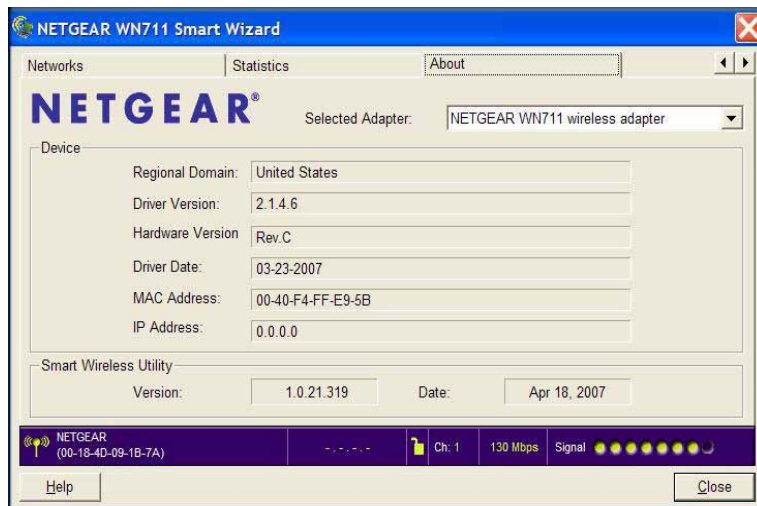 NETGEAR WN711 Smart Wizard
Networks Statistics About
NETGEAR® Selected Adapter: NETGEAR WN711 wireless adapter
Device
Regional Domain: United States
Driver Version: 2.1.4.6
Hardware Version Rev.C
Driver Date: 03-23-2007
MAC Address: 00-40-F4-FF-E9-5B
IP Address: 0.0.0.0
Smart Wireless Utility
Version: 1.0.21.319 Date: Apr 18, 2007
NETGEAR
(00-18-4D-09-1B-7A) -.-.-.- Ch: 1 130 Mbps Signal
Help Close